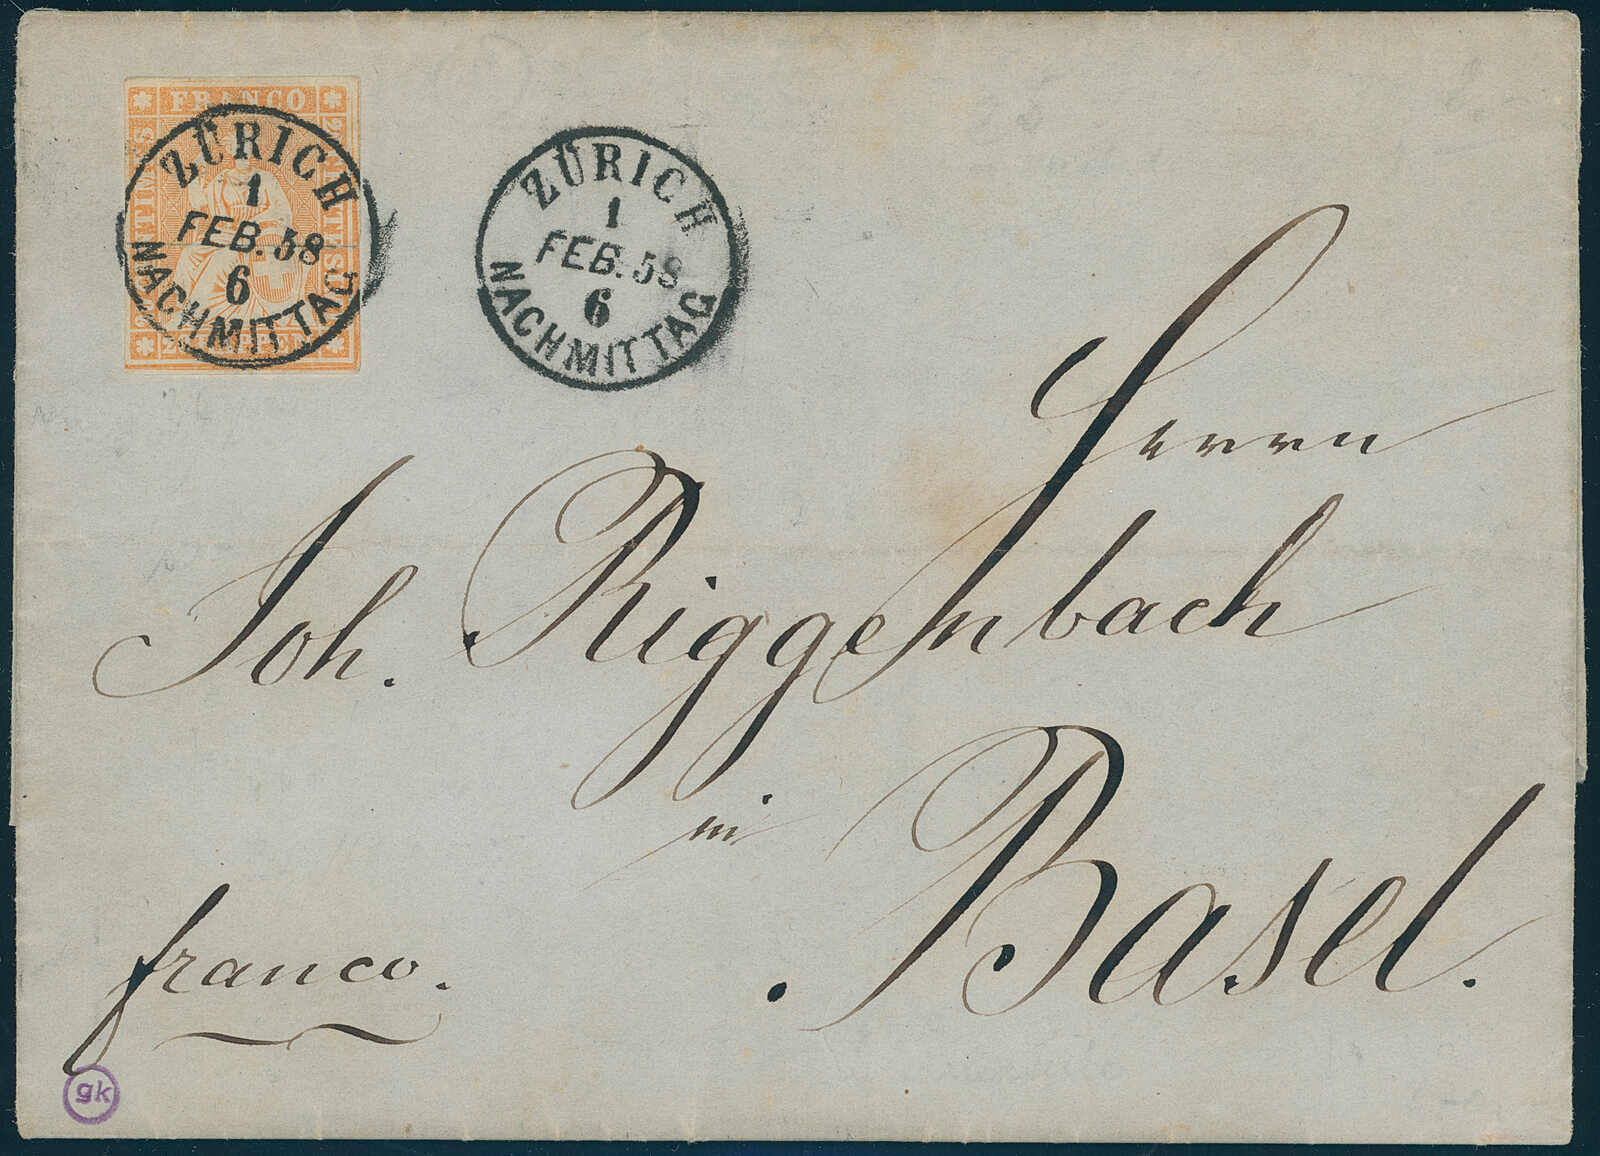 FRANCO
ZÜRICH
1
FEB. 58
6
NACHMITTAG
RAPPEN
ZÜRICH
1
FEB. 58
6
NACHMITTAG
Herrn
Joh. Riggenbach
in
Basel.
franco.
gk